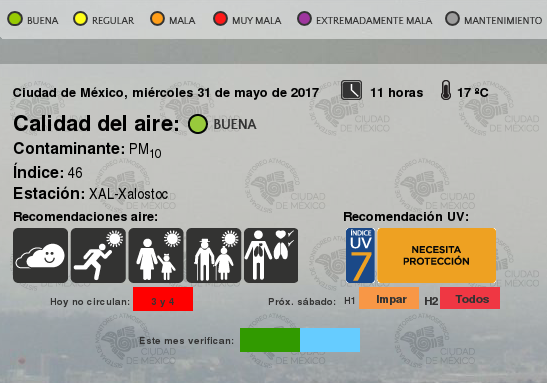 BUENA REGULAR MALA MUY MALA EXTREMADAMENTE MALA MANTENIMIENTO
Ciudad de México, miércoles 31 de mayo de 2017 11 horas 17 ºC
Calidad del aire: BUENA
Contaminante: PM10
Índice: 46
Estación: XAL-Xalostoc
Recomendaciones aire: Recomendación UV:
ÍNDICE
UV
7
NECESITA
PROTECCIÓN
Hoy no circulan: 3 y 4 Próx. sábado: H1 Impar H2 Todos
Este mes verifican: